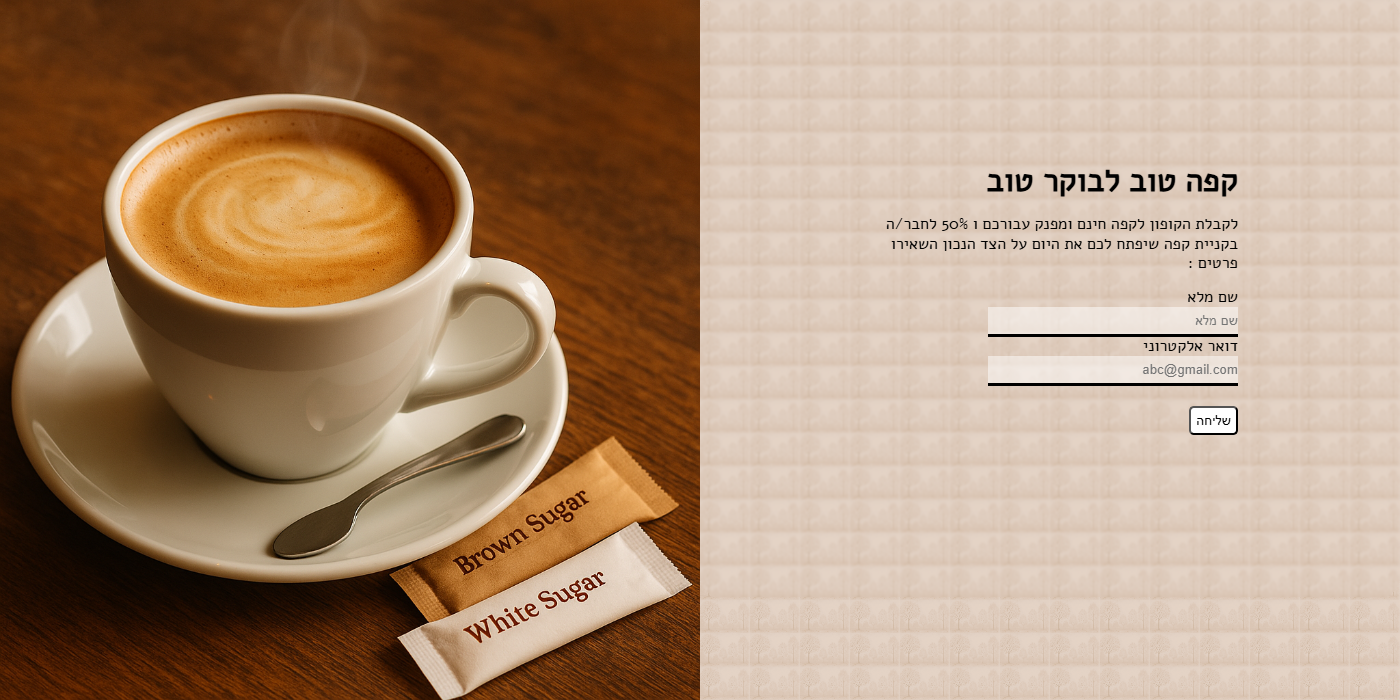 קפה טוב לבוקר טוב
לקבלת הקופון לקפה חינם ומפנק עבורכם ו 50% לחבר/ה
בקניית קפה שיפתח לכם את היום על הצד הנכון השאירו
פרטים :
שם מלא
שם מלא
דואר אלקטרוני
abc@gmail.com
שליחה
Brown Sugar
White Sugar